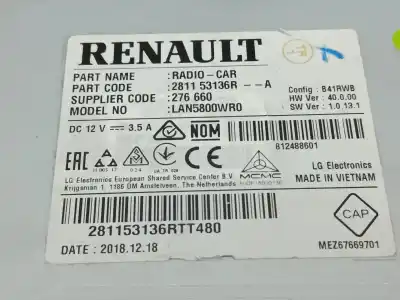 RENAULT
PART NAME : RADIO-CAR
PART CODE : 2811 53136R --A
SUPPLIER CODE : 276 660
MODEL NO : LAN5800WR0
Config : B41RWB
HW Ver : 40.0.00
SW Ver : 1.0.13.1
DC 12 V 3.5 A
NOM
812488601
EAC
CE
MCMC
LG Electronics
MADE IN VIETNAM
LG Electronics European Shared Service Center B.V.
Krijgsman 1, 1186 DM Amstelveen, The Netherlands
281153136RTT480
CAP
DATE : 2018.12.18
MEZ67669701